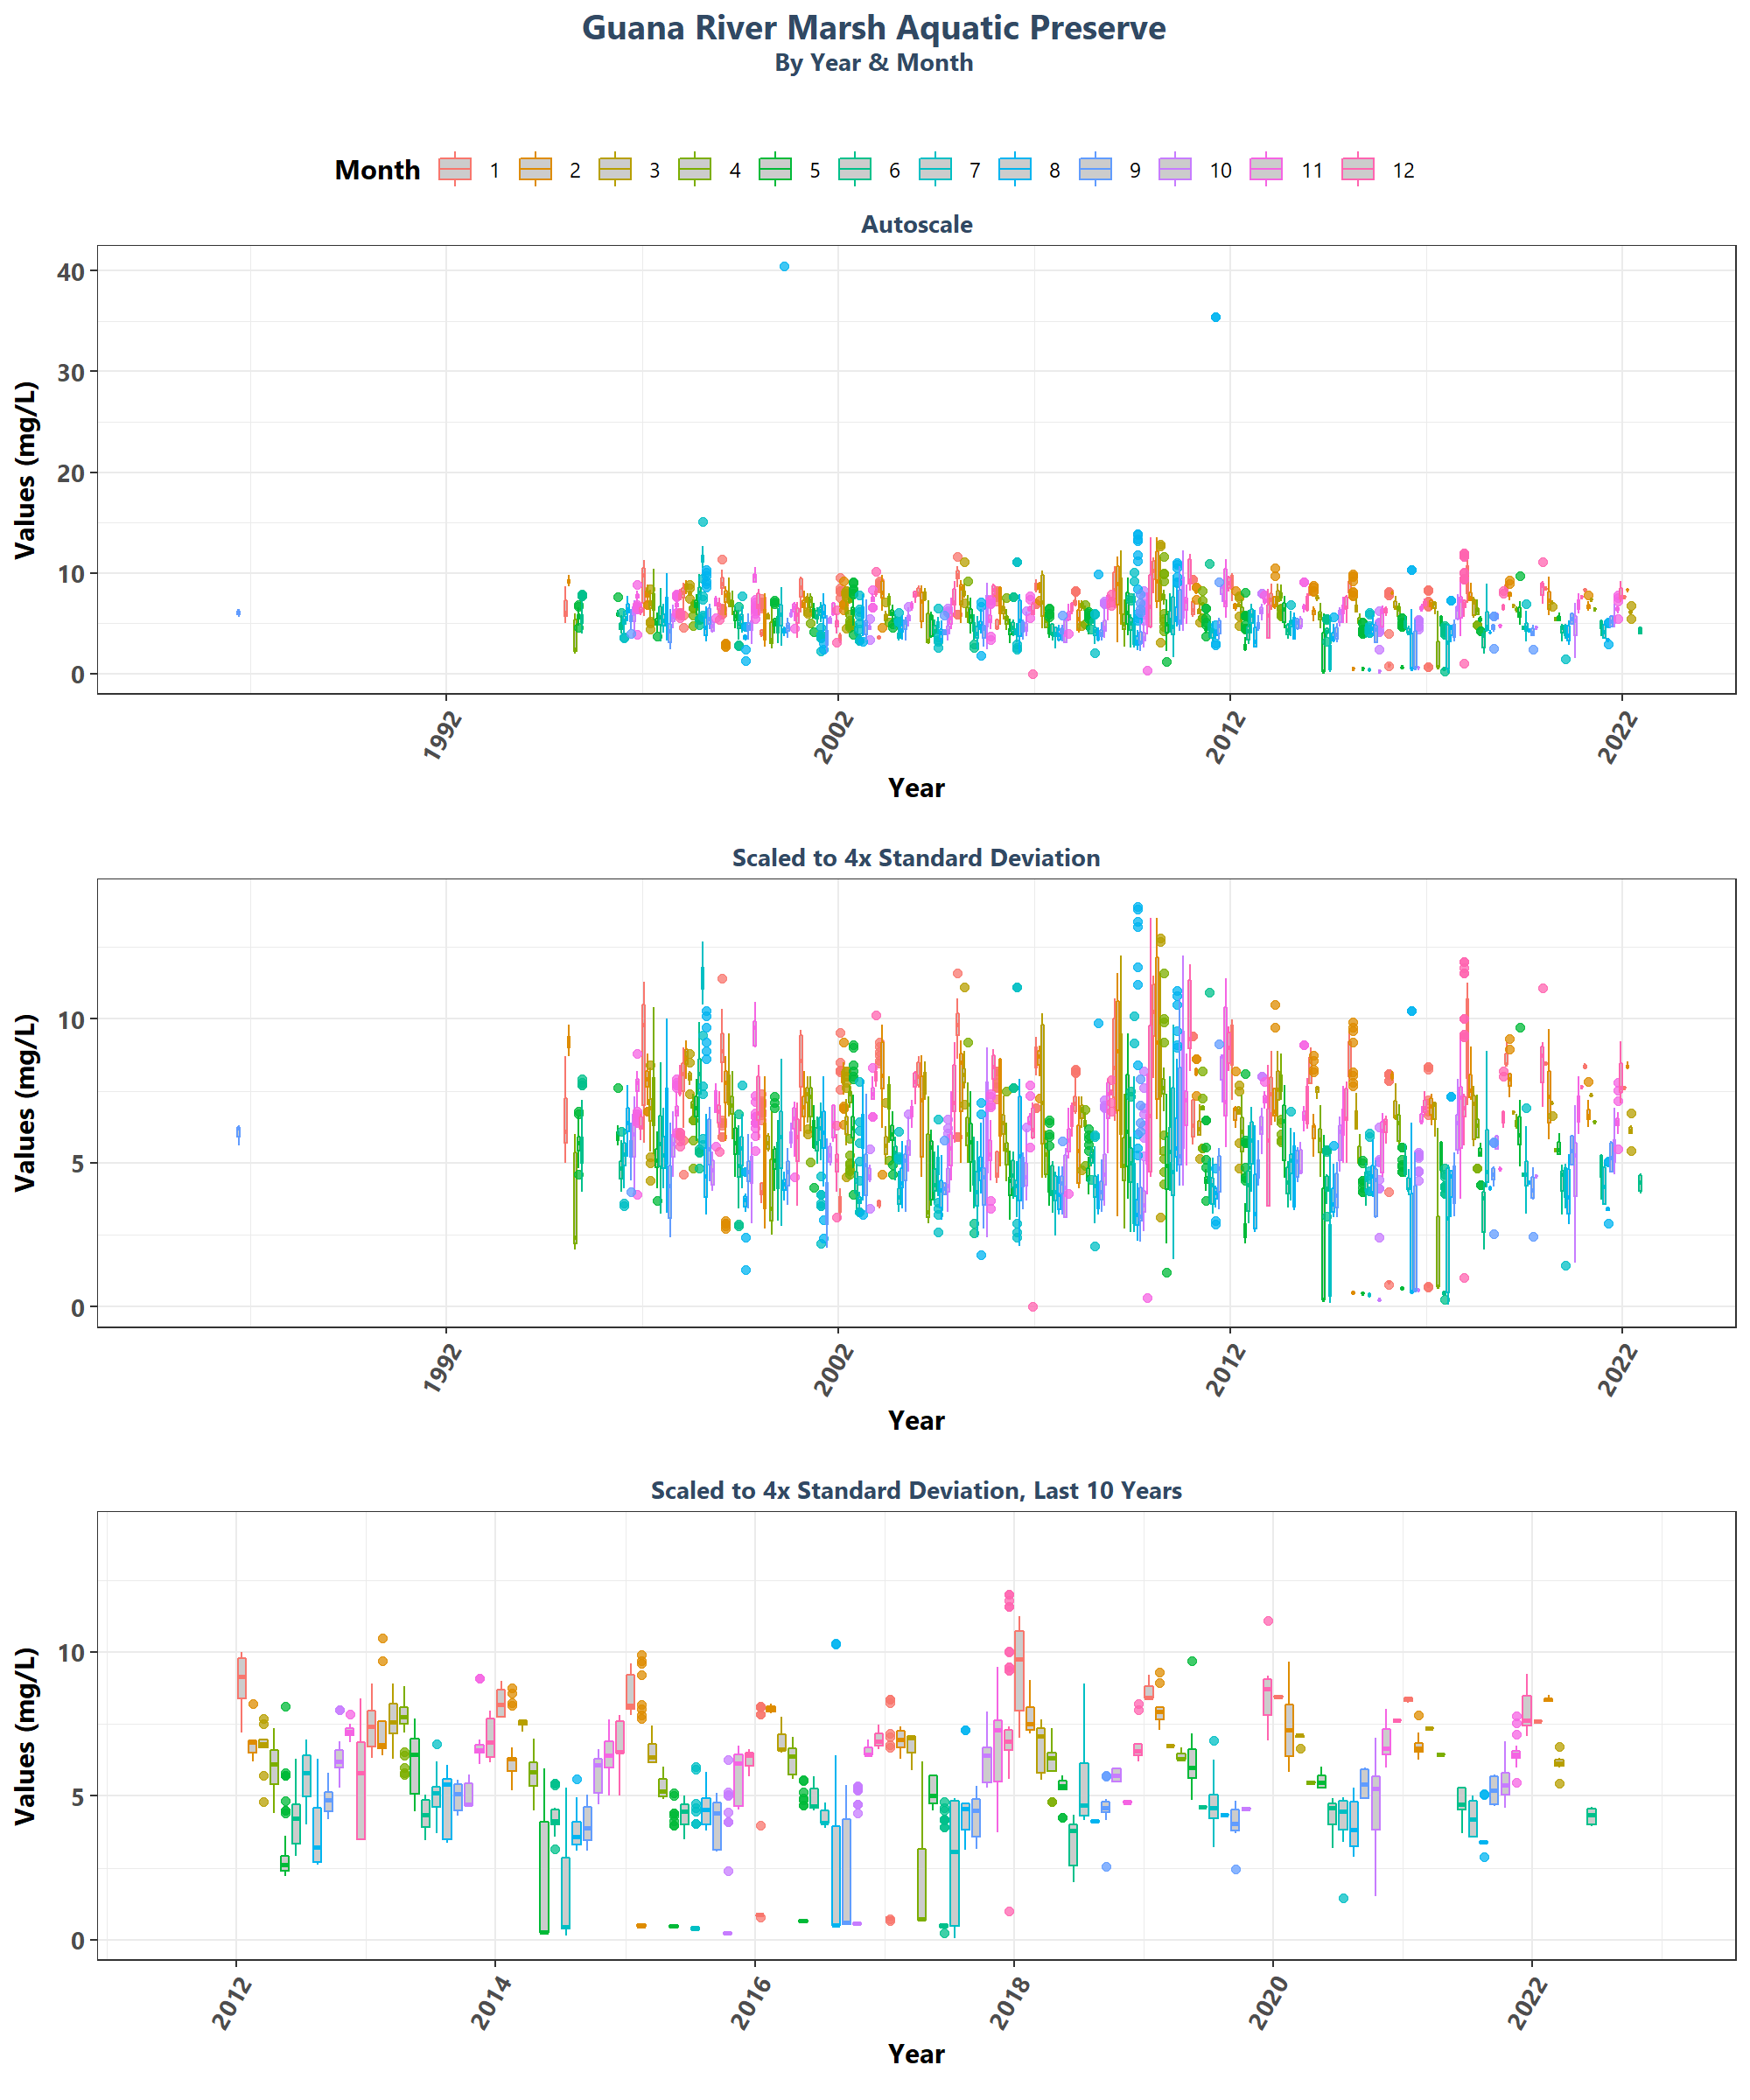 Guana River Marsh Aquatic Preserve
By Year & Month
Month 1 2 3 4 5 6 7 8 9 10 11 12
Autoscale
Values (mg/L)
40
30
20
10
0
1992 2002 2012 2022
Year
Scaled to 4x Standard Deviation
Values (mg/L)
10
5
0
1992 2002 2012 2022
Year
Scaled to 4x Standard Deviation, Last 10 Years
Values (mg/L)
10
5
0
2012 2014 2016 2018 2020 2022
Year